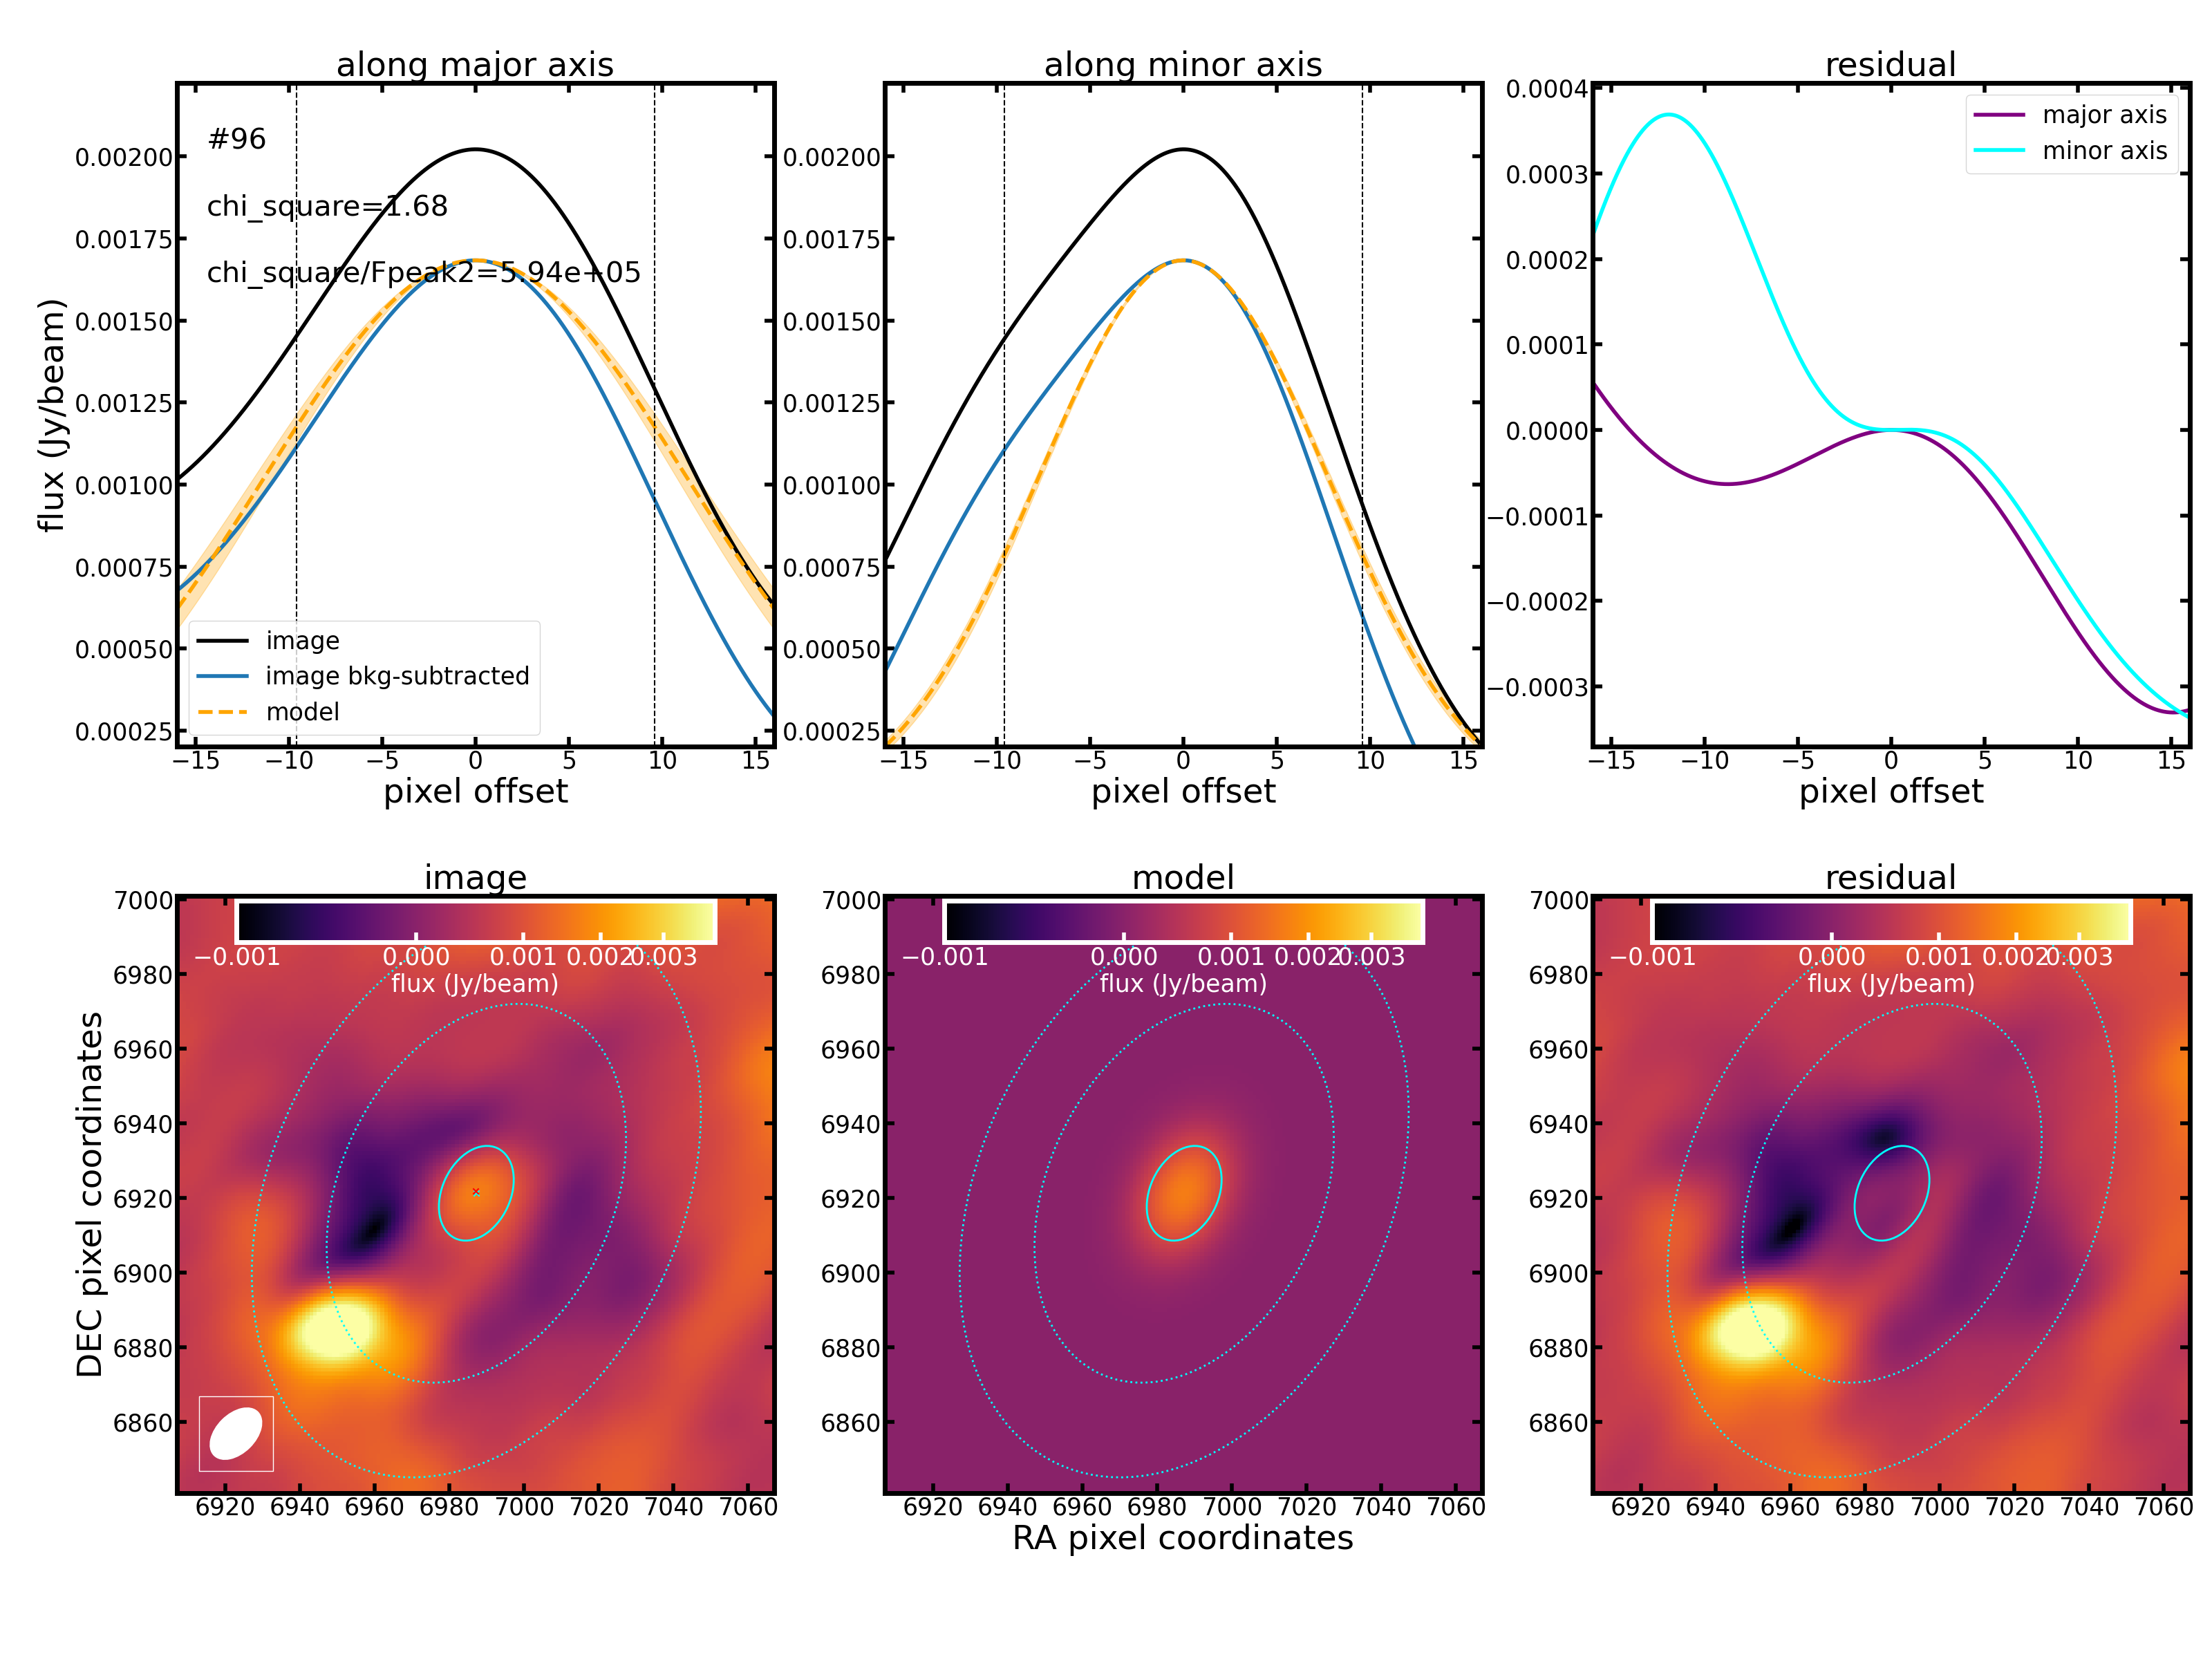 along major axis
along minor axis
residual
#96
chi_square=1.68
chi_square/Fpeak2=5.94e+05
image
image bkg-subtracted
model
flux (Jy/beam)
0.00200
0.00175
0.00150
0.00125
0.00100
0.00075
0.00050
0.00025
−15 −10 −5 0 5 10 15
pixel offset
0.00200
0.00175
0.00150
0.00125
0.00100
0.00075
0.00050
0.00025
−15 −10 −5 0 5 10 15
pixel offset
major axis
minor axis
0.0004
0.0003
0.0002
0.0001
0.0000
−0.0001
−0.0002
−0.0003
−15 −10 −5 0 5 10 15
pixel offset
image
model
residual
−0.001 0.000 0.001 0.002 0.003
flux (Jy/beam)
DEC pixel coordinates
7000
6980
6960
6940
6920
6900
6880
6860
6920 6940 6960 6980 7000 7020 7040 7060
−0.001 0.000 0.001 0.002 0.003
flux (Jy/beam)
7000
6980
6960
6940
6920
6900
6880
6860
6920 6940 6960 6980 7000 7020 7040 7060
RA pixel coordinates
−0.001 0.000 0.001 0.002 0.003
flux (Jy/beam)
7000
6980
6960
6940
6920
6900
6880
6860
6920 6940 6960 6980 7000 7020 7040 7060